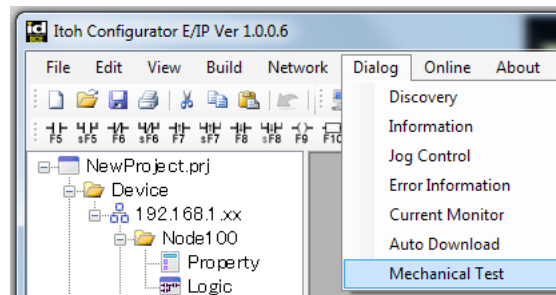 Itoh Configurator E/IP Ver 1.0.0.6
File Edit View Build Network Dialog Online About
F5 sF5 F6 sF6 F7 sF7 F8 sF8 F9 F10
Discovery
Information
Jog Control
Error Information
Current Monitor
Auto Download
Mechanical Test
NewProject.prj
Device
192.168.1.xx
Node100
Property
Logic